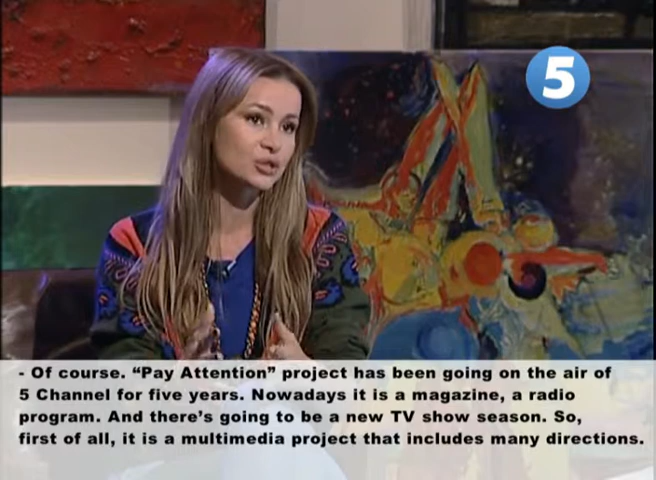 5
- Of course. “Pay Attention” project has been going on the air of
5 Channel for five years. Nowadays it is a magazine, a radio
program. And there’s going to be a new TV show season. So,
first of all, it is a multimedia project that includes many directions.